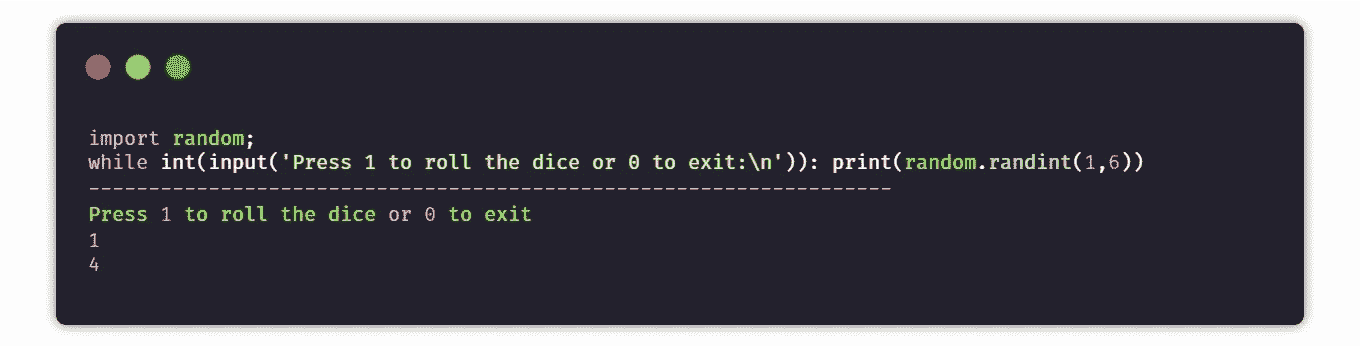 import random;
while int(input('Press 1 to roll the dice or 0 to exit:\n')): print(random.randint(1,6))
-------------------------------------------------------------------
Press 1 to roll the dice or 0 to exit
1
4